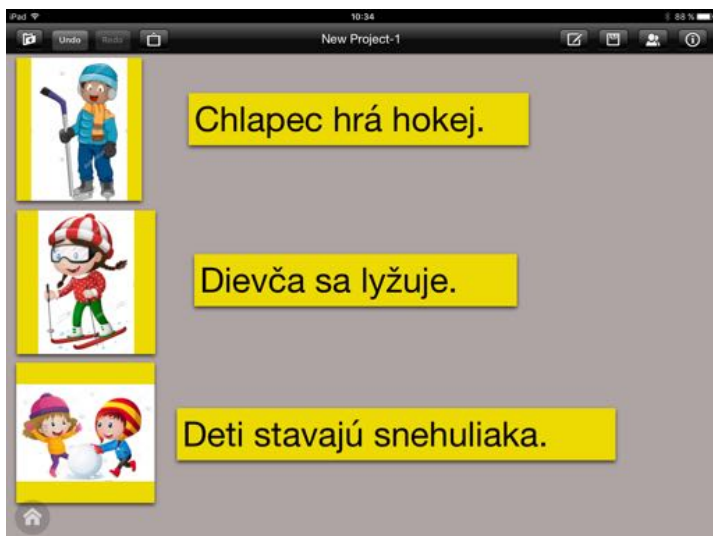 iPad 10:34 88 %
Undo Redo New Project-1
Chlapec hrá hokej.
Dievča sa lyžuje.
Deti stavajú snehuliaka.